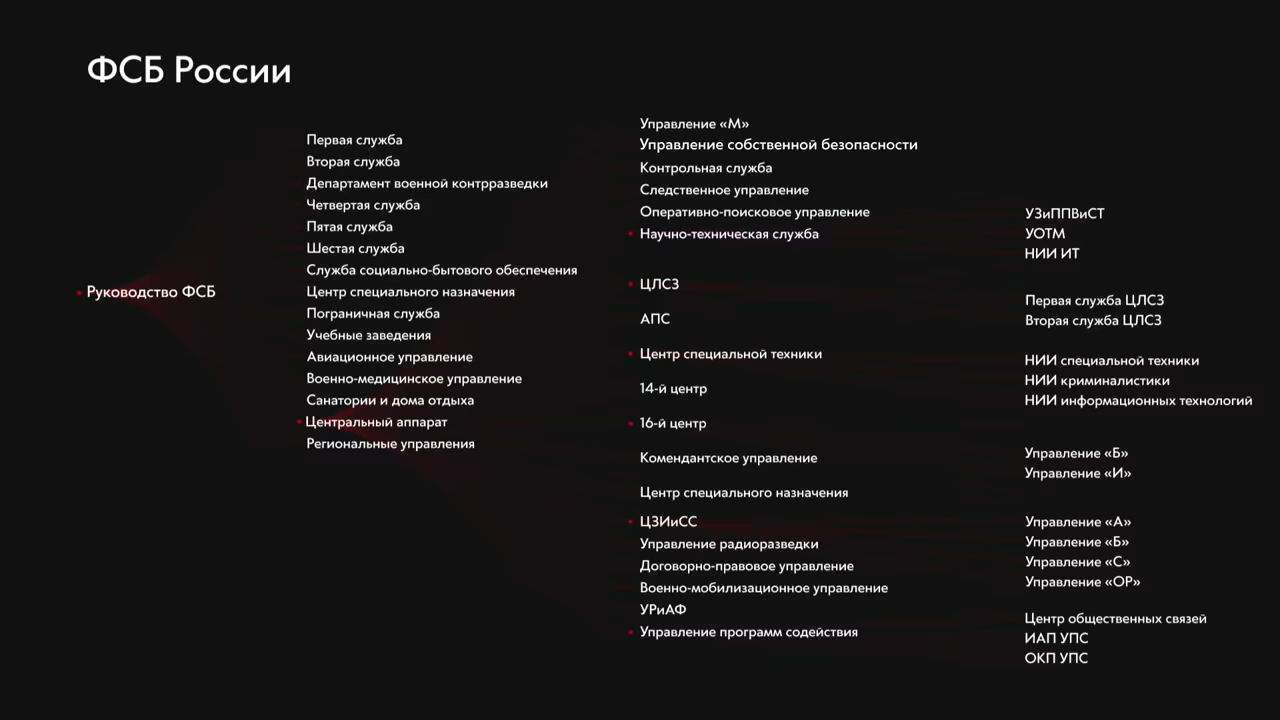 ФСБ России
Руководство ФСБ
Первая служба
Вторая служба
Департамент военной контрразведки
Четвертая служба
Пятая служба
Шестая служба
Служба социально-бытового обеспечения
Центр специального назначения
Пограничная служба
Учебные заведения
Авиационное управление
Военно-медицинское управление
Санатории и дома отдыха
Центральный аппарат
Региональные управления
Управление «М»
Управление собственной безопасности
Контрольная служба
Следственное управление
Оперативно-поисковое управление
Научно-техническая служба
ЦЛСЗ
АПС
Центр специальной техники
14-й центр
16-й центр
Комендантское управление
Центр специального назначения
ЦЗИиСС
Управление радиоразведки
Договорно-правовое управление
Военно-мобилизационное управление
УРиАФ
Управление программ содействия
УЗиППВиСТ
УОТМ
НИИ ИТ
Первая служба ЦЛСЗ
Вторая служба ЦЛСЗ
НИИ специальной техники
НИИ криминалистики
НИИ информационных технологий
Управление «Б»
Управление «И»
Управление «А»
Управление «Б»
Управление «С»
Управление «ОР»
Центр общественных связей
ИАП УПС
ОКП УПС